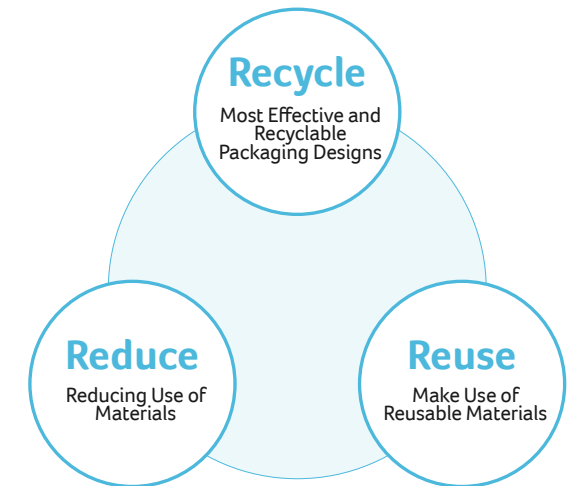 Recycle
Most Effective and
Recyclable
Packaging Designs
Reduce
Reducing Use of
Materials
Reuse
Make Use of
Reusable Materials